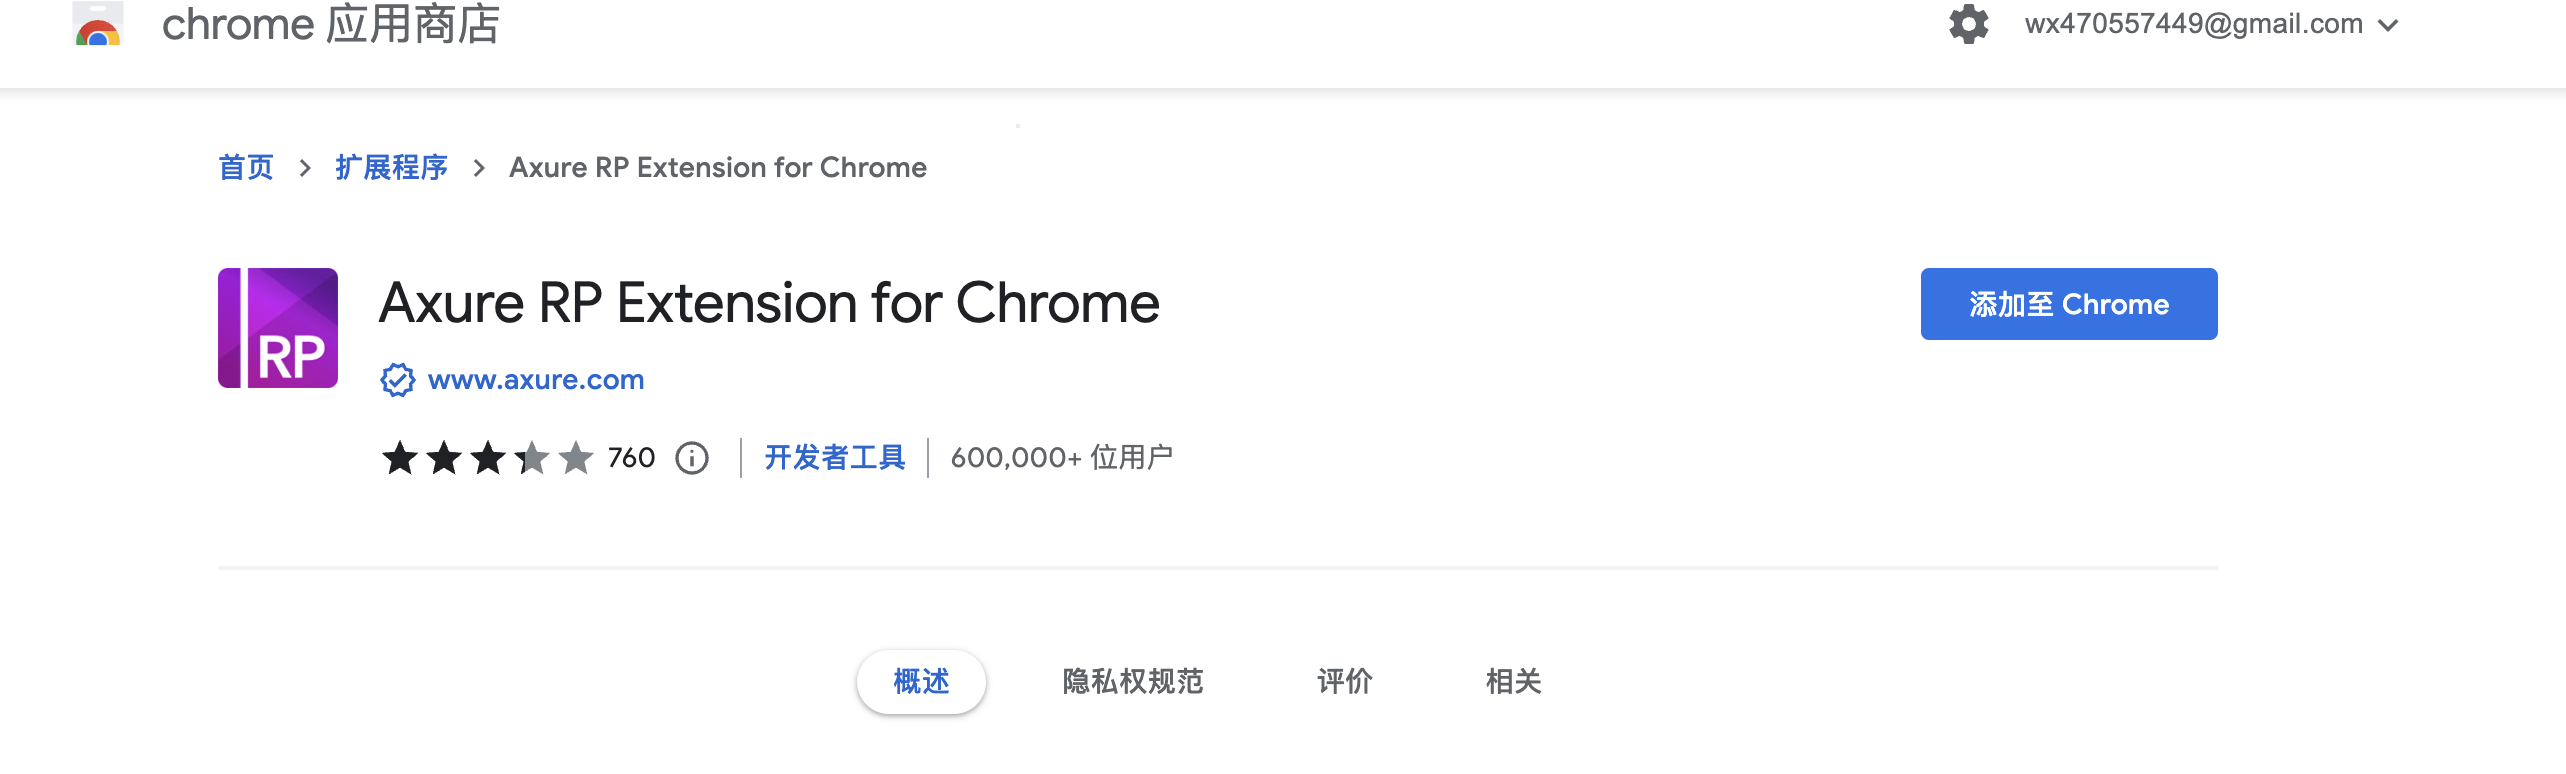 chrome 应用商店
wx470557449@gmail.com
首页 > 扩展程序 > Axure RP Extension for Chrome
RP
Axure RP Extension for Chrome
添加至 Chrome
www.axure.com
760 | 开发者工具 | 600,000+ 位用户
概述 隐私权规范 评价 相关